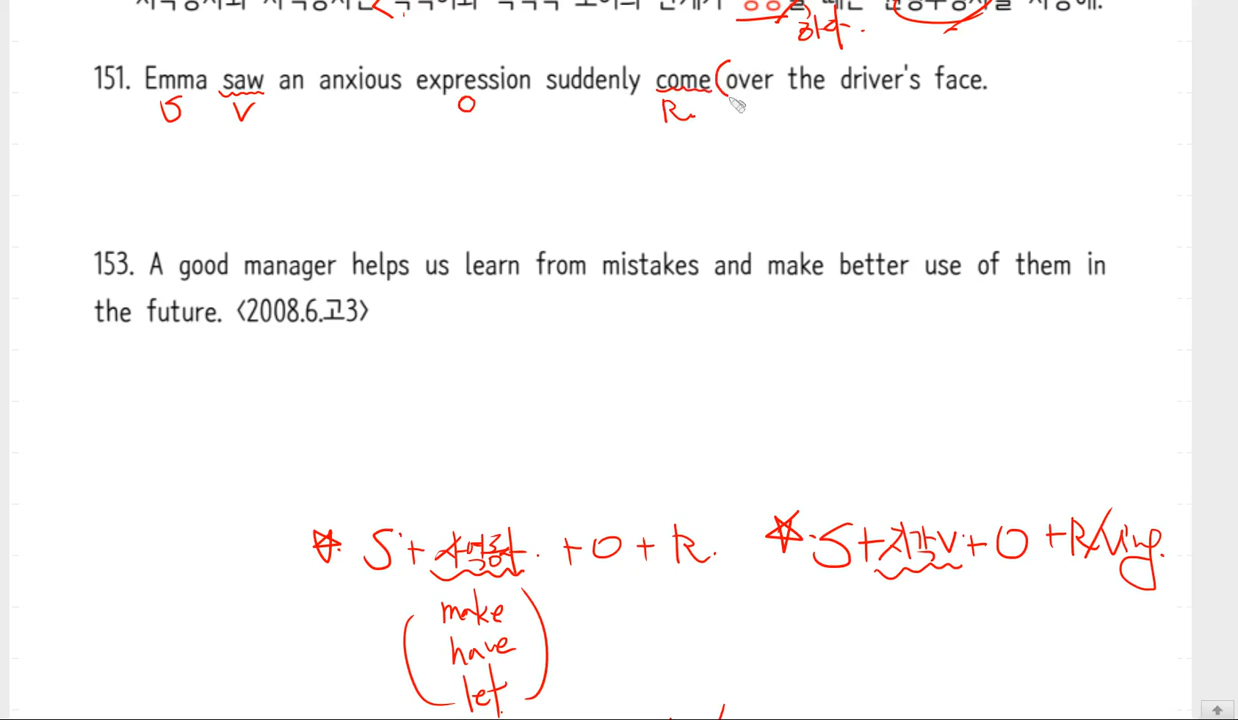 하다.
151. Emma saw an anxious expression suddenly come (over the driver's face.
S V O R.
153. A good manager helps us learn from mistakes and make better use of them in
the future. <2008.6.고3>
S + 사역동사 + O + R. S + 지각V + O + R/Ving.
make
have
let